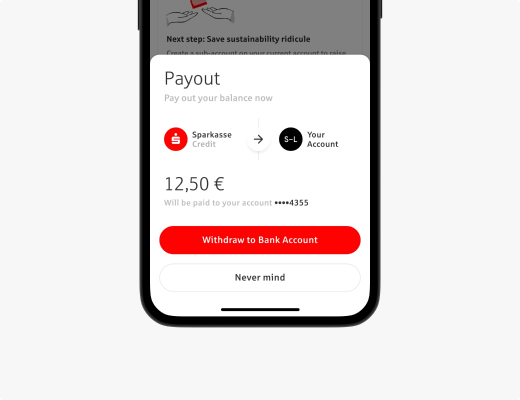 Next step: Save sustainability ridicule
Create a sub-account on your current account to raise
Payout
Pay out your balance now
Sparkasse
Credit
S–L
Your
Account
12,50 €
Will be paid to your account ••••4355
Withdraw to Bank Account
Never mind